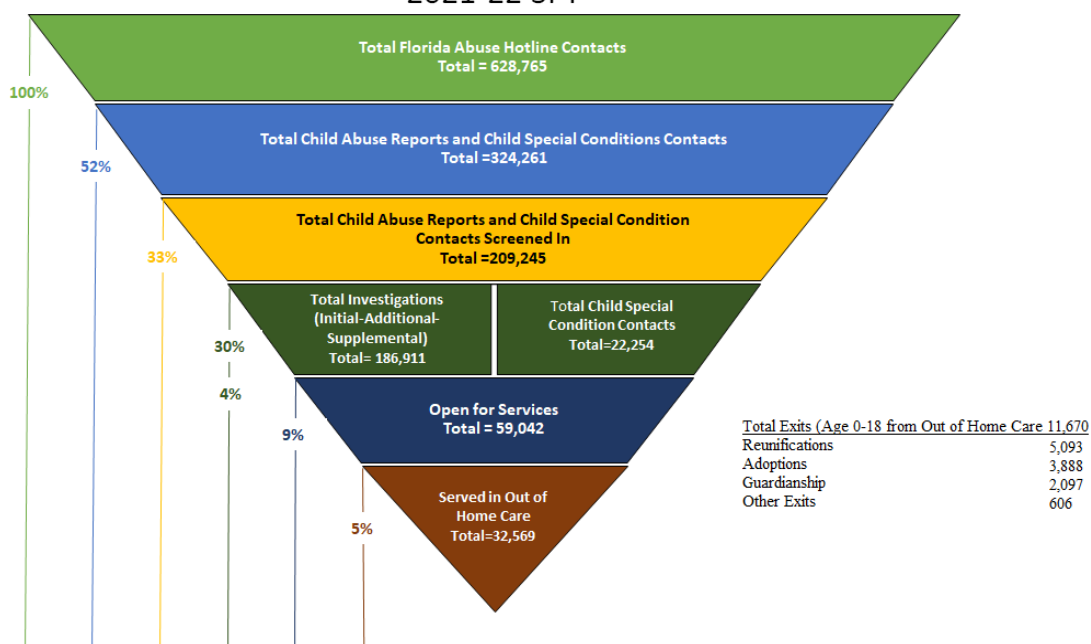 Total Florida Abuse Hotline Contacts
Total = 628,765
100%
Total Child Abuse Reports and Child Special Conditions Contacts
Total =324,261
52%
Total Child Abuse Reports and Child Special Condition
Contacts Screened In
Total =209,245
33%
Total Investigations
(Initial-Additional-
Supplemental)
Total= 186,911
Total Child Special
Condition Contacts
Total=22,254
30%
4%
Open for Services
Total = 59,042
9%
Served in Out of
Home Care
Total=32,569
5%
Total Exits (Age 0-18 from Out of Home Care 11,670
Reunifications 5,093
Adoptions 3,888
Guardianship 2,097
Other Exits 606